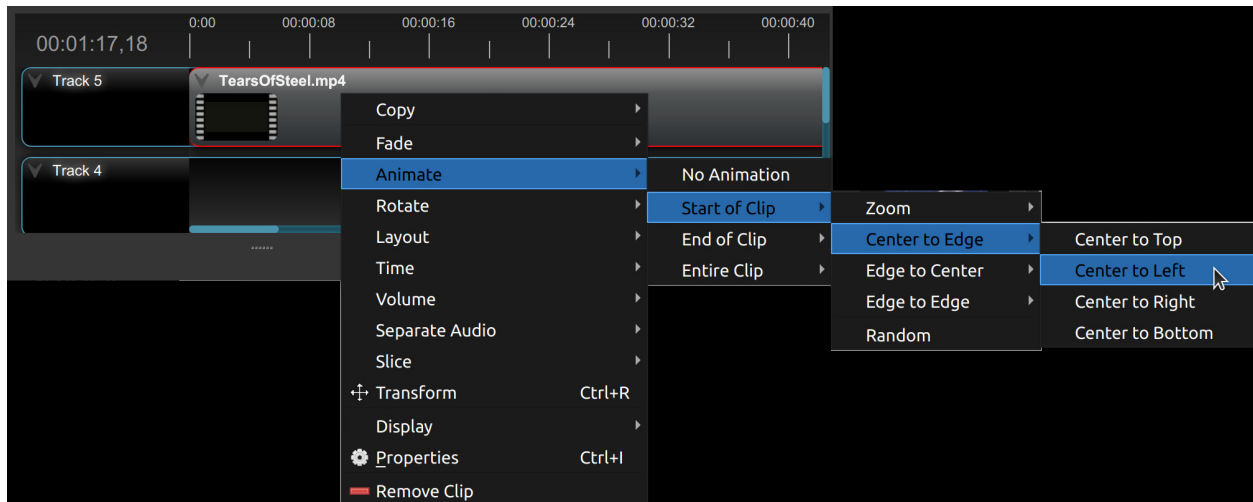 0:00 00:00:08 00:00:16 00:00:24 00:00:32 00:00:40
00:01:17,18
Track 5
TearsOfSteel.mp4
Track 4
Copy
Fade
Animate
Rotate
Layout
Time
Volume
Separate Audio
Slice
Transform Ctrl+R
Display
Properties Ctrl+I
Remove Clip
No Animation
Start of Clip
End of Clip
Entire Clip
Zoom
Center to Edge
Edge to Center
Edge to Edge
Random
Center to Top
Center to Left
Center to Right
Center to Bottom